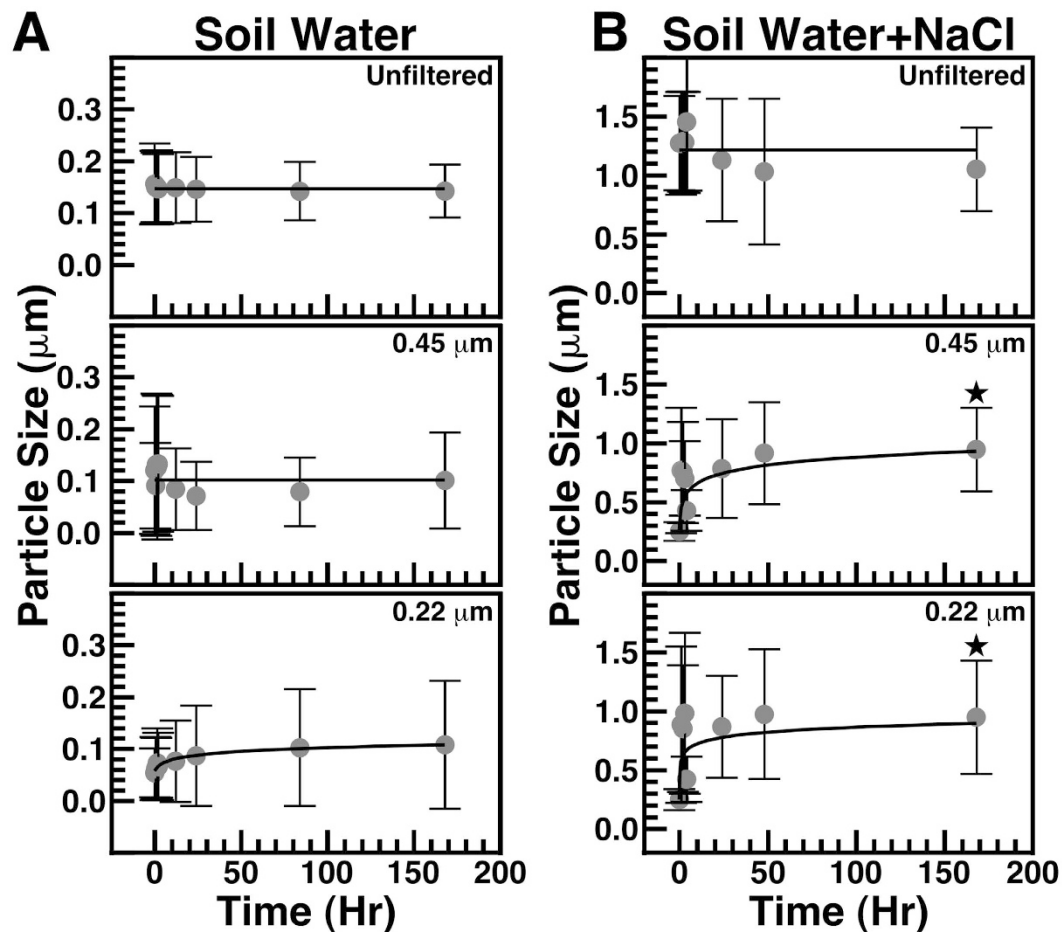 A Soil Water
B Soil Water+NaCl
Particle Size (μm)
Unfiltered
0.3
0.2
0.1
0.0
0.45 μm
0.3
0.2
0.1
0.0
0.22 μm
0.3
0.2
0.1
0.0
0 50 100 150 200
Time (Hr)
Particle Size (μm)
Unfiltered
1.5
1.0
0.5
0.0
0.45 μm
1.5
1.0
0.5
0.0
0.22 μm
1.5
1.0
0.5
0.0
0 50 100 150 200
Time (Hr)